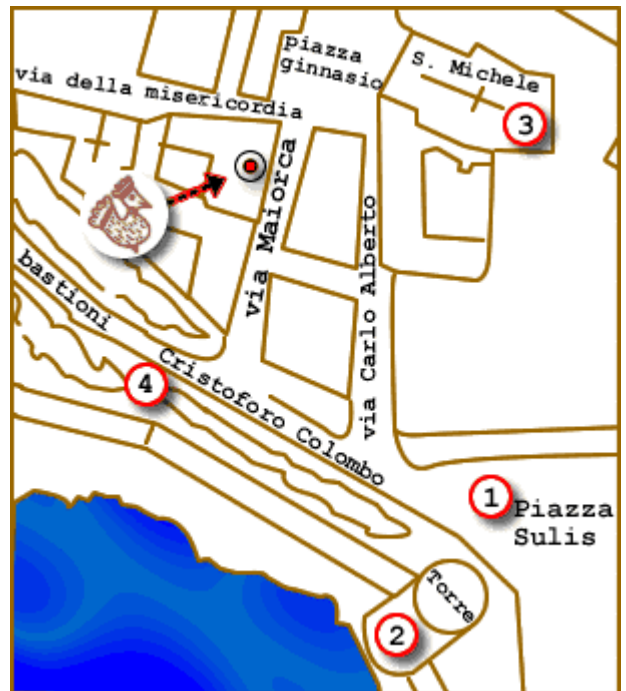 piazza
ginnasio
S. Michele
via della misericordia
3
via Maiorca
via Carlo Alberto
bastioni
Cristoforo Colombo
4
1
Piazza
Sulis
Torre
2